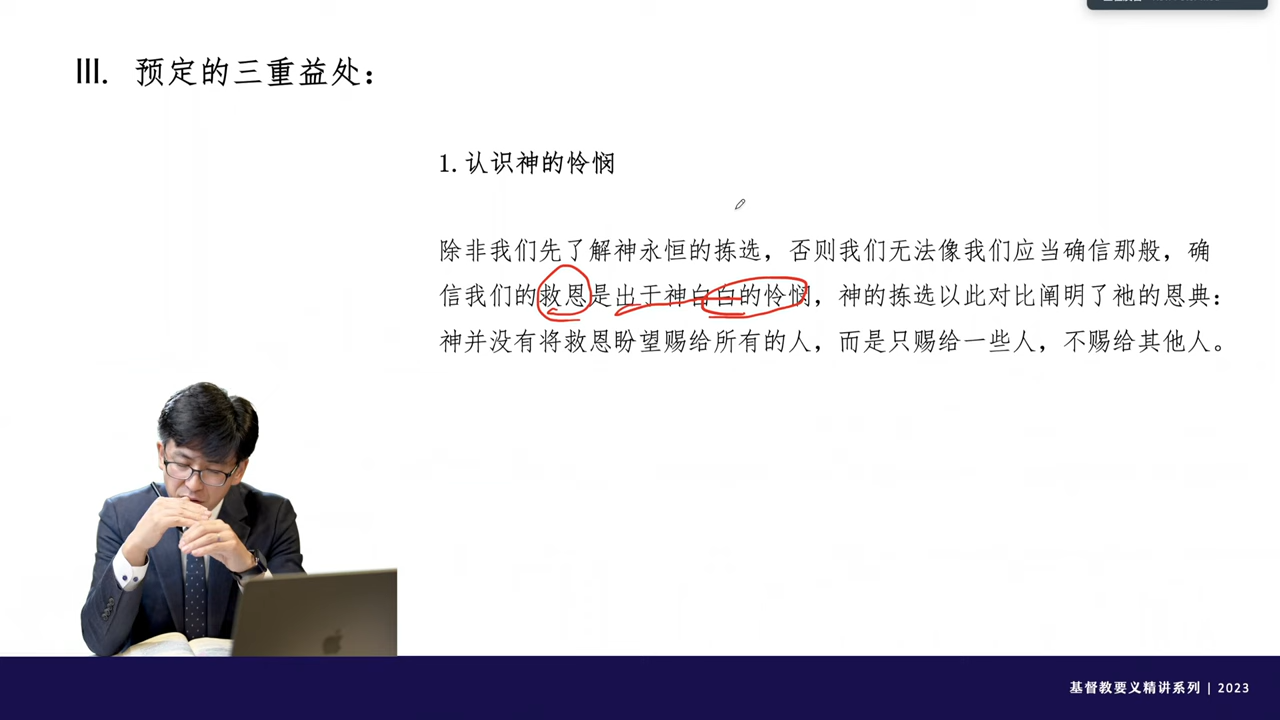 III. 预定的三重益处：
1. 认识神的怜悯
除非我们先了解神永恒的拣选，否则我们无法像我们应当确信那般，确
信我们的救恩是出于神白白的怜悯，神的拣选以此对比阐明了祂的恩典：
神并没有将救恩盼望赐给所有的人，而是只赐给一些人，不赐给其他人。
基督教要义精讲系列 | 2023